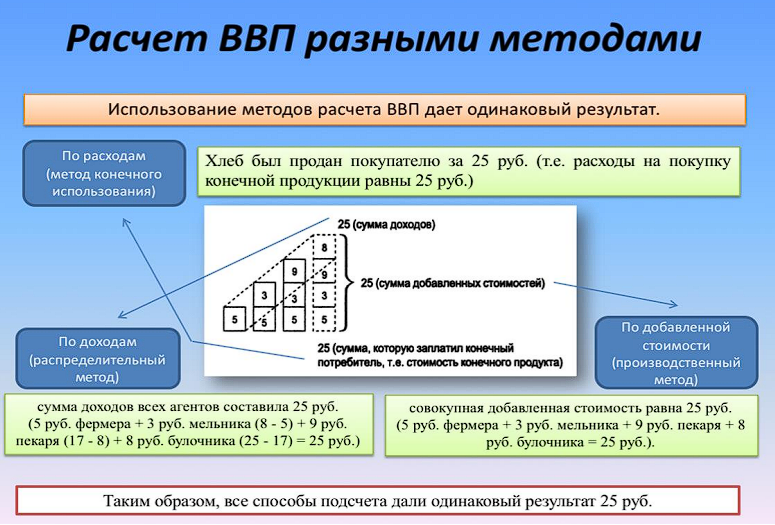 Расчет ВВП разными методами
Использование методов расчета ВВП дает одинаковый результат.
По расходам
(метод конечного
использования)
Хлеб был продан покупателю за 25 руб. (т.е. расходы на покупку
конечной продукции равны 25 руб.)
25 (сумма доходов)
8
9 9
25 (сумма добавленных стоимостей)
3 3 3
5 5 5 5
25 (сумма, которую заплатил конечный
потребитель, т.е. стоимость конечного продукта)
По доходам
(распределительный
метод)
По добавленной
стоимости
(производственный
метод)
сумма доходов всех агентов составила 25 руб.
(5 руб. фермера + 3 руб. мельника (8 - 5) + 9 руб.
пекаря (17 - 8) + 8 руб. булочника (25 - 17) = 25 руб.)
совокупная добавленная стоимость равна 25 руб.
(5 руб. фермера + 3 руб. мельника + 9 руб. пекаря + 8
руб. булочника = 25 руб.).
Таким образом, все способы подсчета дали одинаковый результат 25 руб.